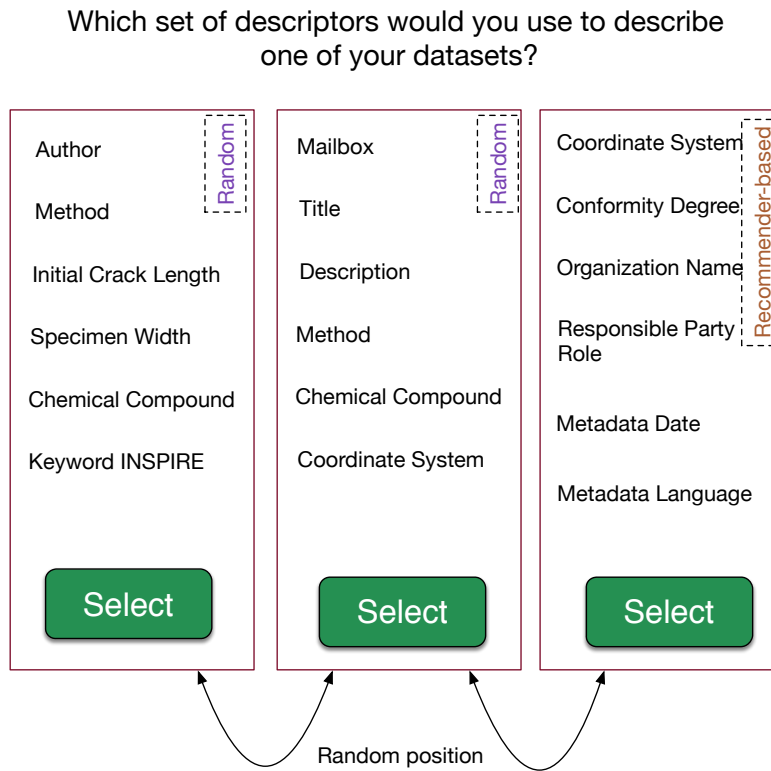 Which set of descriptors would you use to describe
one of your datasets?
Random
Author
Method
Initial Crack Length
Specimen Width
Chemical Compound
Keyword INSPIRE
Select
Random
Mailbox
Title
Description
Method
Chemical Compound
Coordinate System
Select
Recommender-based
Coordinate System
Conformity Degree
Organization Name
Responsible Party
Role
Metadata Date
Metadata Language
Select
Random position